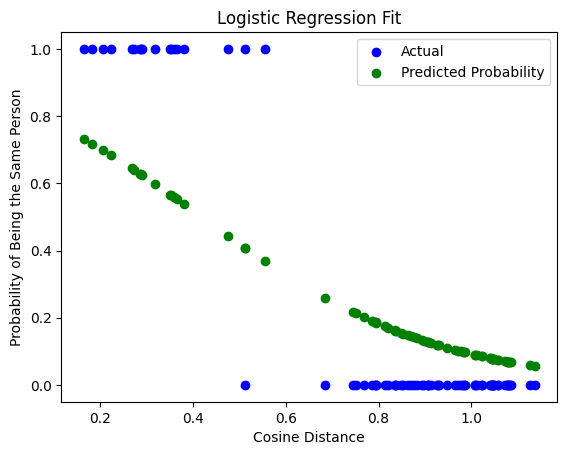 Logistic Regression Fit
Actual
Predicted Probability
Probability of Being the Same Person
1.0
0.8
0.6
0.4
0.2
0.0
0.2
0.4
0.6
0.8
1.0
Cosine Distance